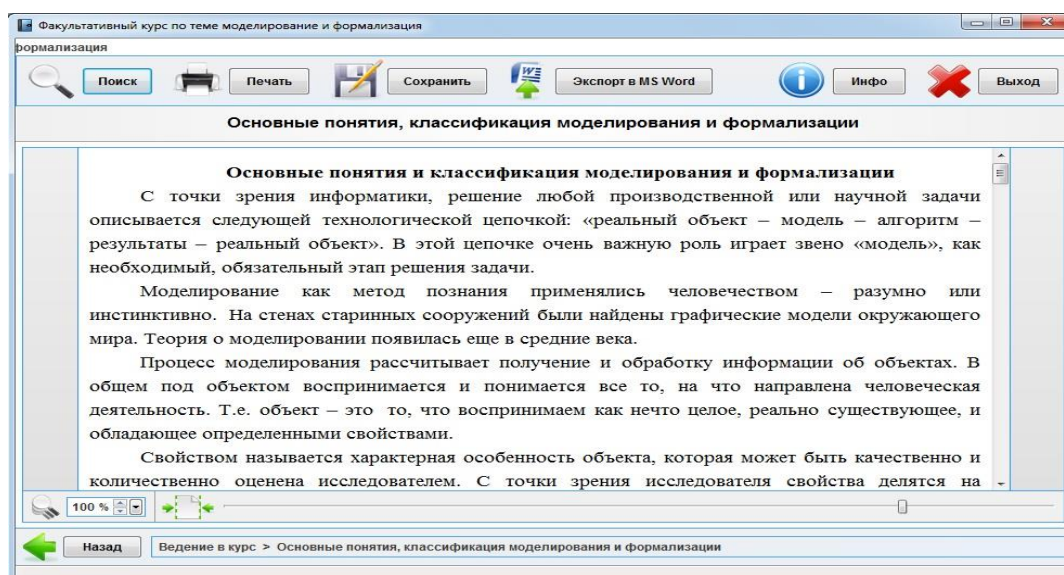 Факультативный курс по теме моделирование и формализация
формализация
Поиск Печать Сохранить Экспорт в MS Word Инфо Выход
Основные понятия, классификация моделирования и формализации
Основные понятия и классификация моделирования и формализации
С точки зрения информатики, решение любой производственной или научной задачи
описывается следующей технологической цепочкой: «реальный объект – модель – алгоритм –
результаты – реальный объект». В этой цепочке очень важную роль играет звено «модель», как
необходимый, обязательный этап решения задачи.
Моделирование как метод познания применялись человечеством – разумно или
инстинктивно. На стенах старинных сооружений были найдены графические модели окружающего
мира. Теория о моделировании появилась еще в средние века.
Процесс моделирования рассчитывает получение и обработку информации об объектах. В
общем под объектом воспринимается и понимается все то, на что направлена человеческая
деятельность. Т.е. объект – это то, что воспринимаем как нечто целое, реально существующее, и
обладающее определенными свойствами.
Свойством называется характерная особенность объекта, которая может быть качественно и
количественно оценена исследователем. С точки зрения исследователя свойства делятся на
100 %
Назад Ведение в курс > Основные понятия, классификация моделирования и формализации